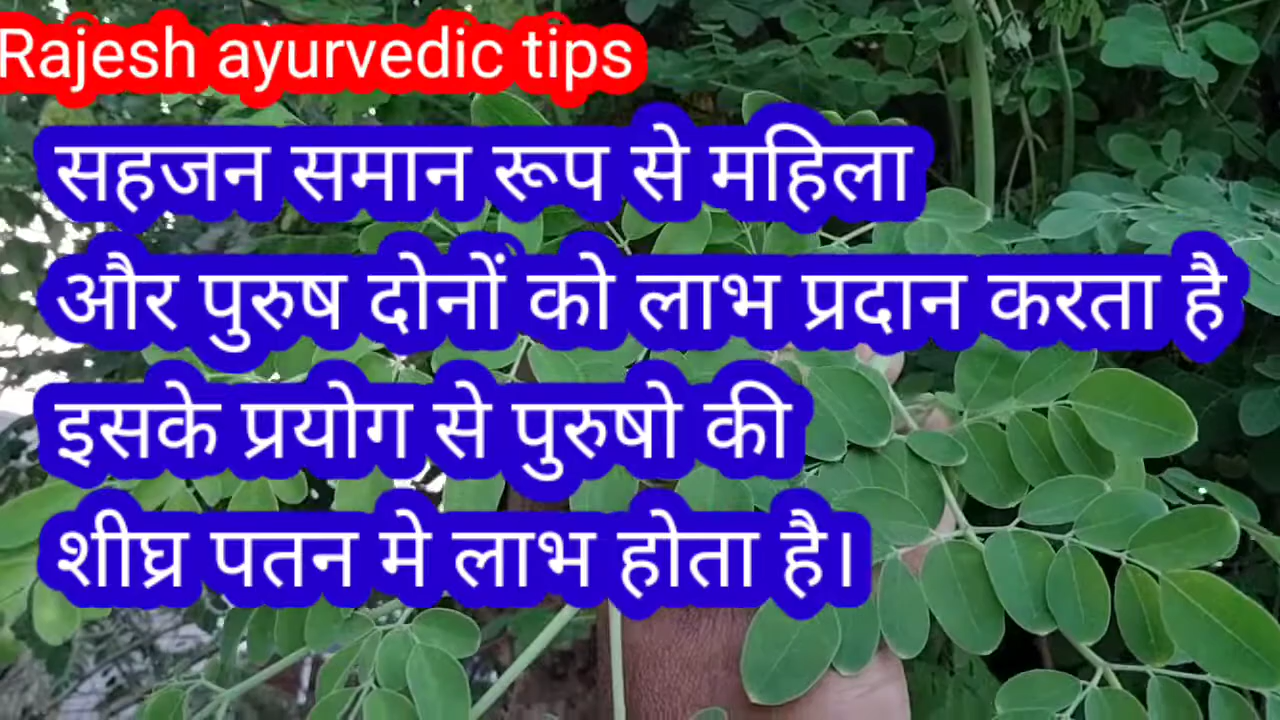 Rajesh ayurvedic tips
सहजन समान रूप से महिला
और पुरुष दोनों को लाभ प्रदान करता है
इसके प्रयोग से पुरुषो की
शीघ्र पतन मे लाभ होता है।